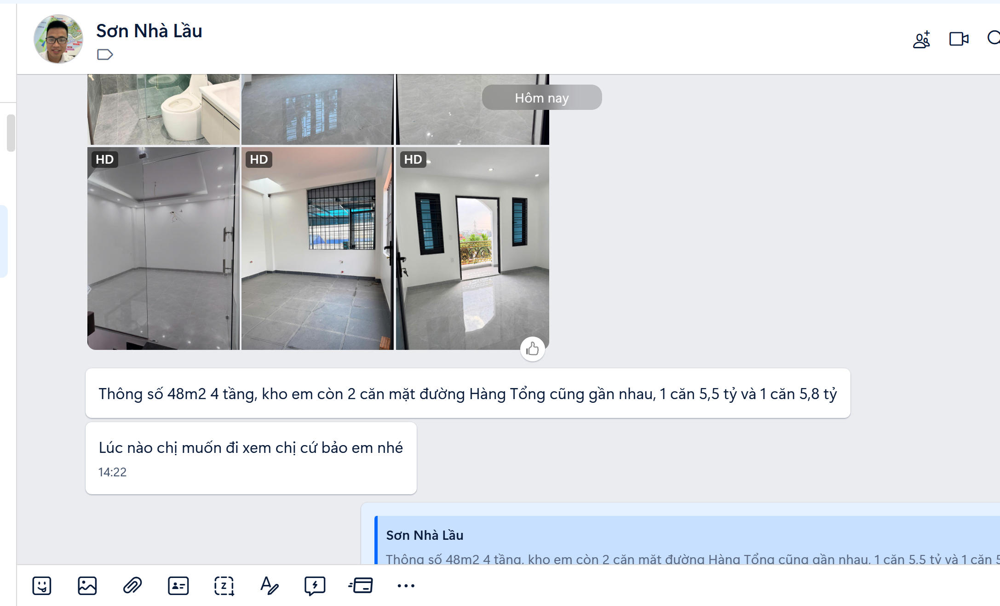 Sơn Nhà Lầu
Hôm nay
HD HD HD
Thông số 48m2 4 tầng, kho em còn 2 căn mặt đường Hàng Tổng cũng gần nhau, 1 căn 5,5 tỷ và 1 căn 5,8 tỷ
Lúc nào chị muốn đi xem chị cứ bảo em nhé
14:22
Sơn Nhà Lầu
Thông số 48m2 4 tầng, kho em còn 2 căn mặt đường Hàng Tổng cũng gần nhau, 1 căn 5,5 tỷ và 1 căn 5